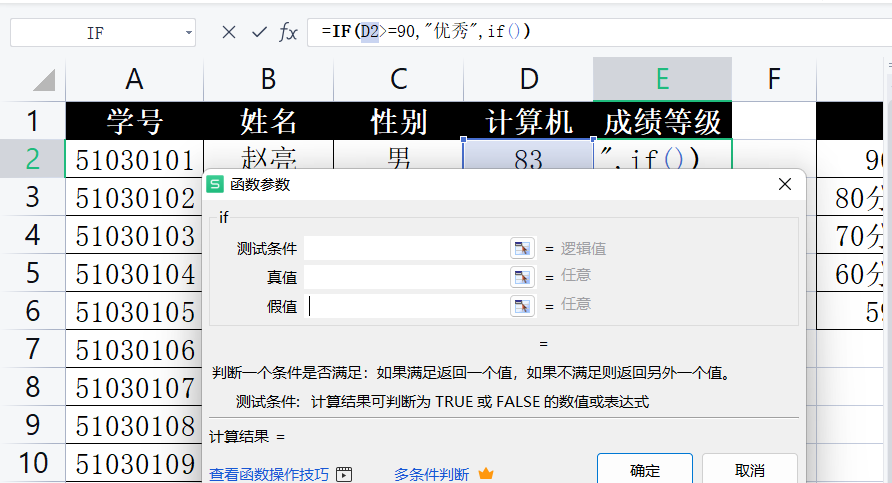 IF fx =IF(D2>=90,"优秀",if())
A B C D E F
1 学号 姓名 性别 计算机 成绩等级
2 51030101 赵亮 男 83 ",if())
3 51030102 80分
4 51030103 70分
5 51030104 60分
6 51030105
7 51030106
8 51030107
9 51030108
10 51030109
S 函数参数
if
测试条件 = 逻辑值
真值 = 任意
假值 = 任意
=
判断一个条件是否满足：如果满足返回一个值，如果不满足则返回另外一个值。
测试条件: 计算结果可判断为 TRUE 或 FALSE 的数值或表达式
计算结果 =
查看函数操作技巧 多条件判断 确定 取消